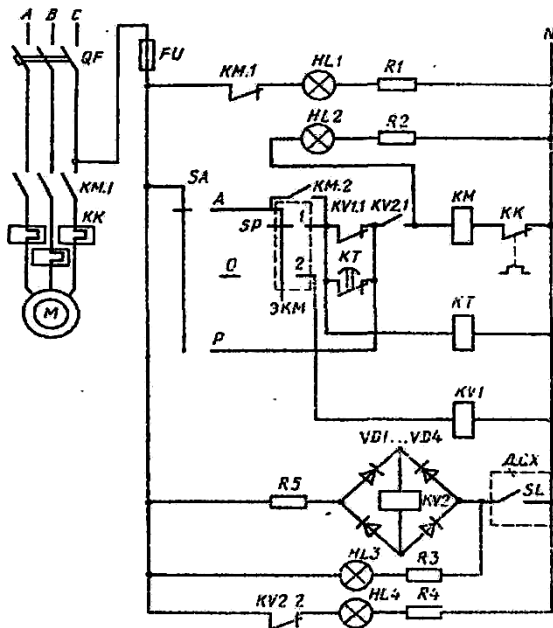 A B C N
QF FU
KM.1 HL1 R1
HL2 R2
KM.1 SA A KM.2 KV1.1 KV2.1 KM KK
KK SP 1
KT
0 2 KT
M ЭКМ
P
KV1
VD1...VD4 ДСХ
R5 KV2 SL
HL3 R3
KV2 2 HL4 R4